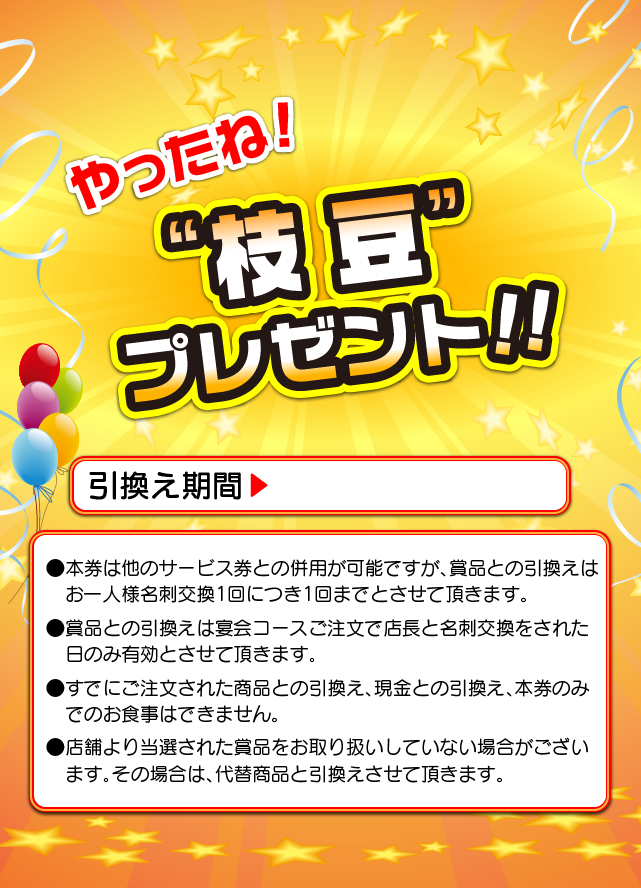 やったね！
“枝豆”
プレゼント!!
引換え期間▶
●本券は他のサービス券との併用が可能ですが、賞品との引換えは
お一人様名刺交換1回につき1回までとさせて頂きます。
●賞品との引換えは宴会コースご注文で店長と名刺交換をされた
日のみ有効とさせて頂きます。
●すでにご注文された商品との引換え、現金との引換え、本券のみ
でのお食事はできません。
●店舗より当選された賞品をお取り扱いしていない場合がござい
ます。その場合は、代替商品と引換えさせて頂きます。